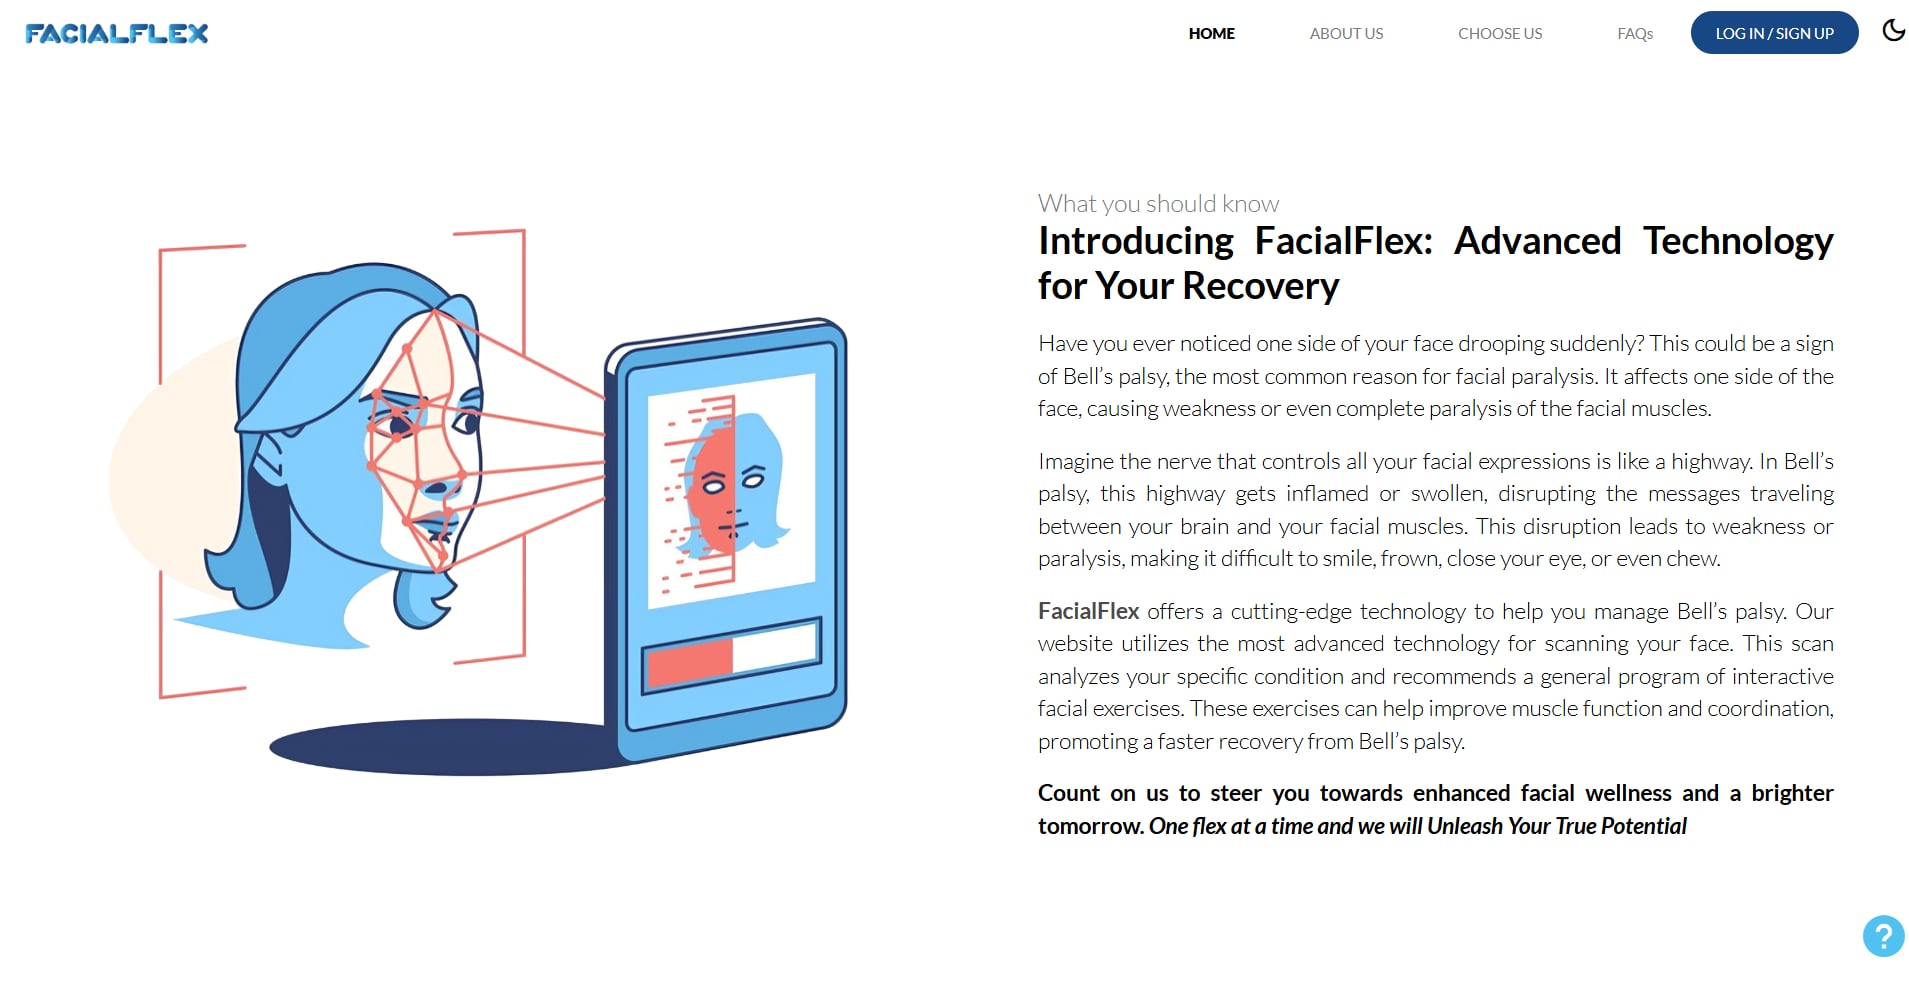 FACIALFLEX
HOME
ABOUT US
CHOOSE US
FAQs
LOG IN / SIGN UP
What you should know
Introducing FacialFlex: Advanced Technology
for Your Recovery
Have you ever noticed one side of your face drooping suddenly? This could be a sign
of Bell’s palsy, the most common reason for facial paralysis. It affects one side of the
face, causing weakness or even complete paralysis of the facial muscles.
Imagine the nerve that controls all your facial expressions is like a highway. In Bell’s
palsy, this highway gets inflamed or swollen, disrupting the messages traveling
between your brain and your facial muscles. This disruption leads to weakness or
paralysis, making it difficult to smile, frown, close your eye, or even chew.
FacialFlex offers a cutting-edge technology to help you manage Bell’s palsy. Our
website utilizes the most advanced technology for scanning your face. This scan
analyzes your specific condition and recommends a general program of interactive
facial exercises. These exercises can help improve muscle function and coordination,
promoting a faster recovery from Bell’s palsy.
Count on us to steer you towards enhanced facial wellness and a brighter
tomorrow. One flex at a time and we will Unleash Your True Potential
?